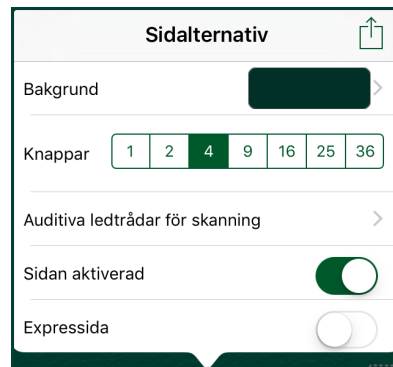 Sidalternativ
Bakgrund
Knappar 1 2 4 9 16 25 36
Auditiva ledtrådar för skanning
Sidan aktiverad
Expressida